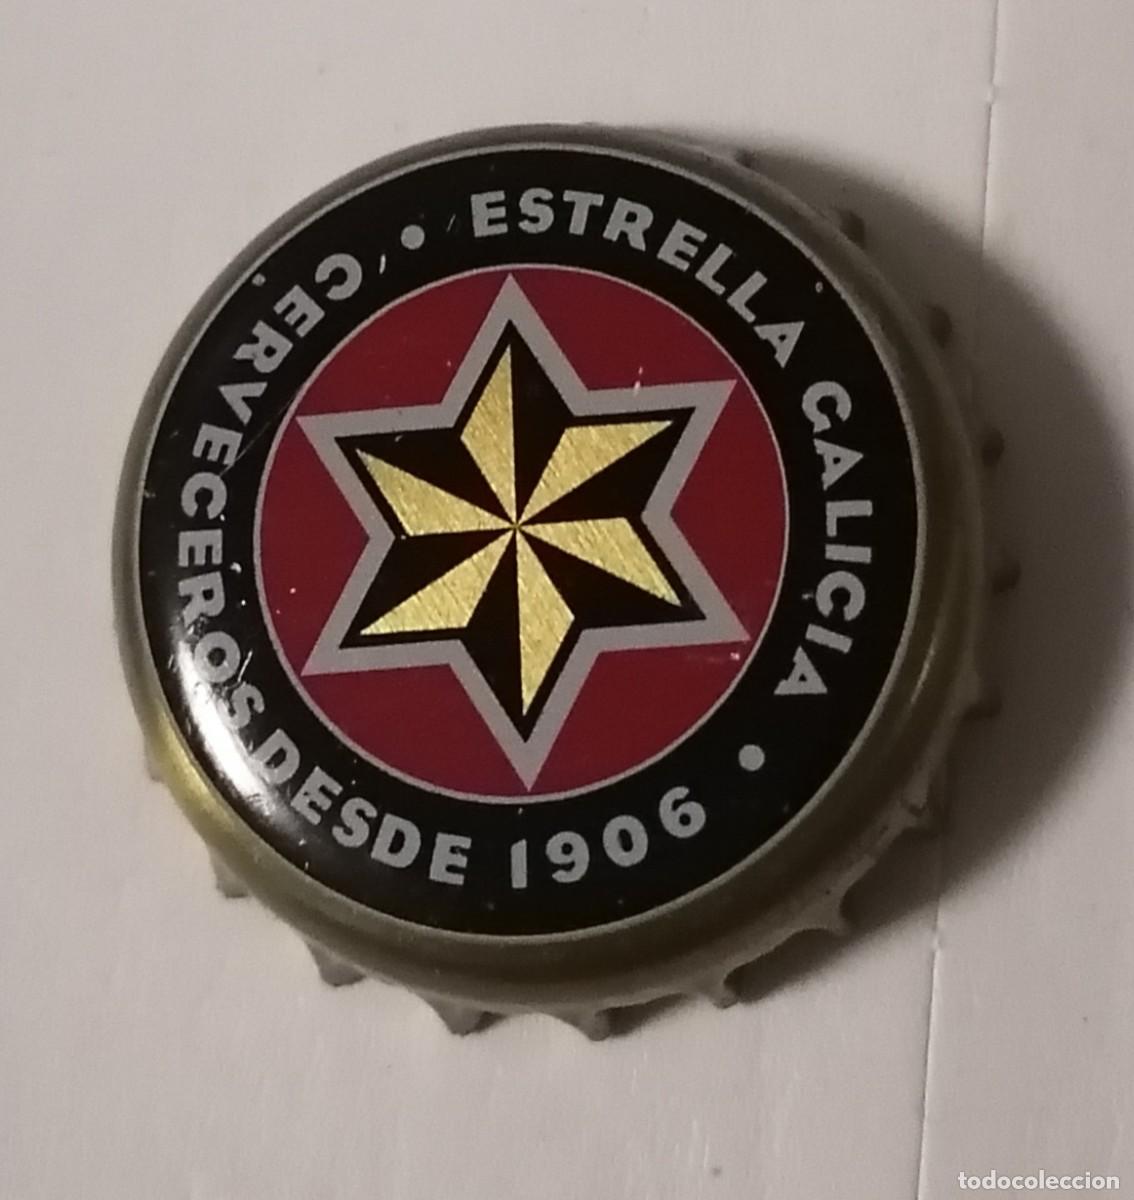 • ESTRELLA GALICIA •
CERVECEROS DESDE 1906
todocoleccion